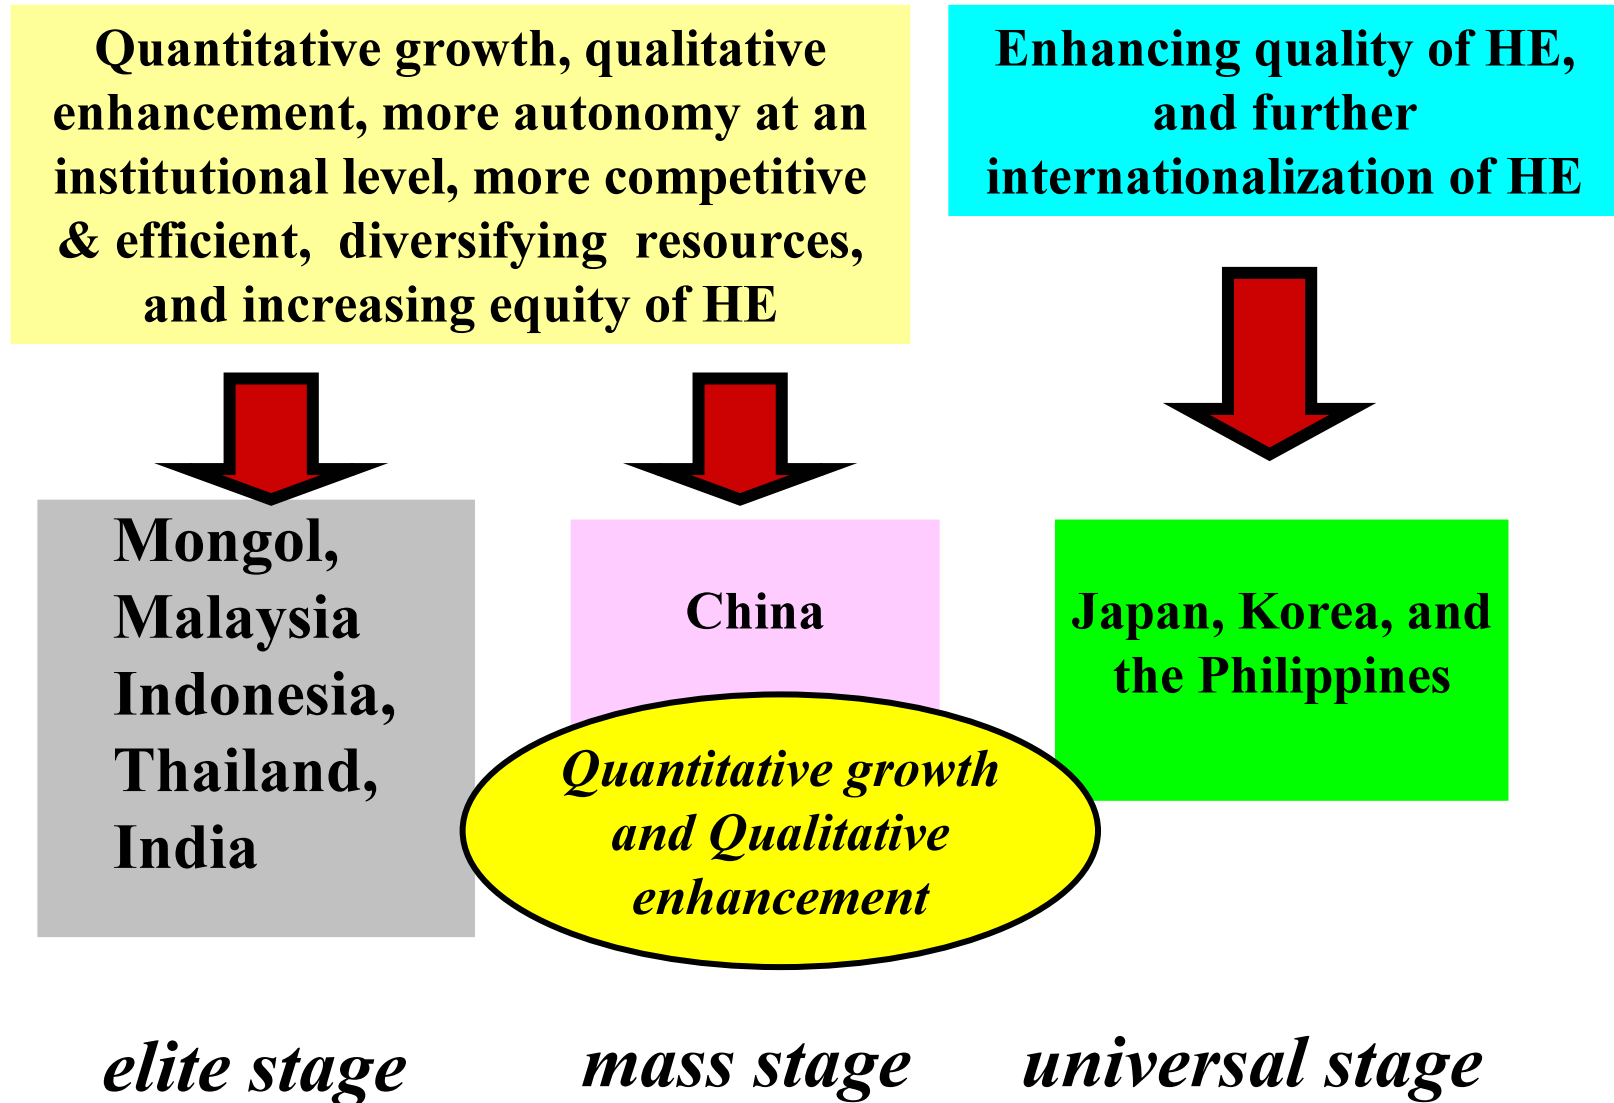 Quantitative growth, qualitative
enhancement, more autonomy at an
institutional level, more competitive
& efficient, diversifying resources,
and increasing equity of HE
Enhancing quality of HE,
and further
internationalization of HE
Mongol,
Malaysia
Indonesia,
Thailand,
India
China
Japan, Korea, and
the Philippines
Quantitative growth
and Qualitative
enhancement
elite stage
mass stage
universal stage